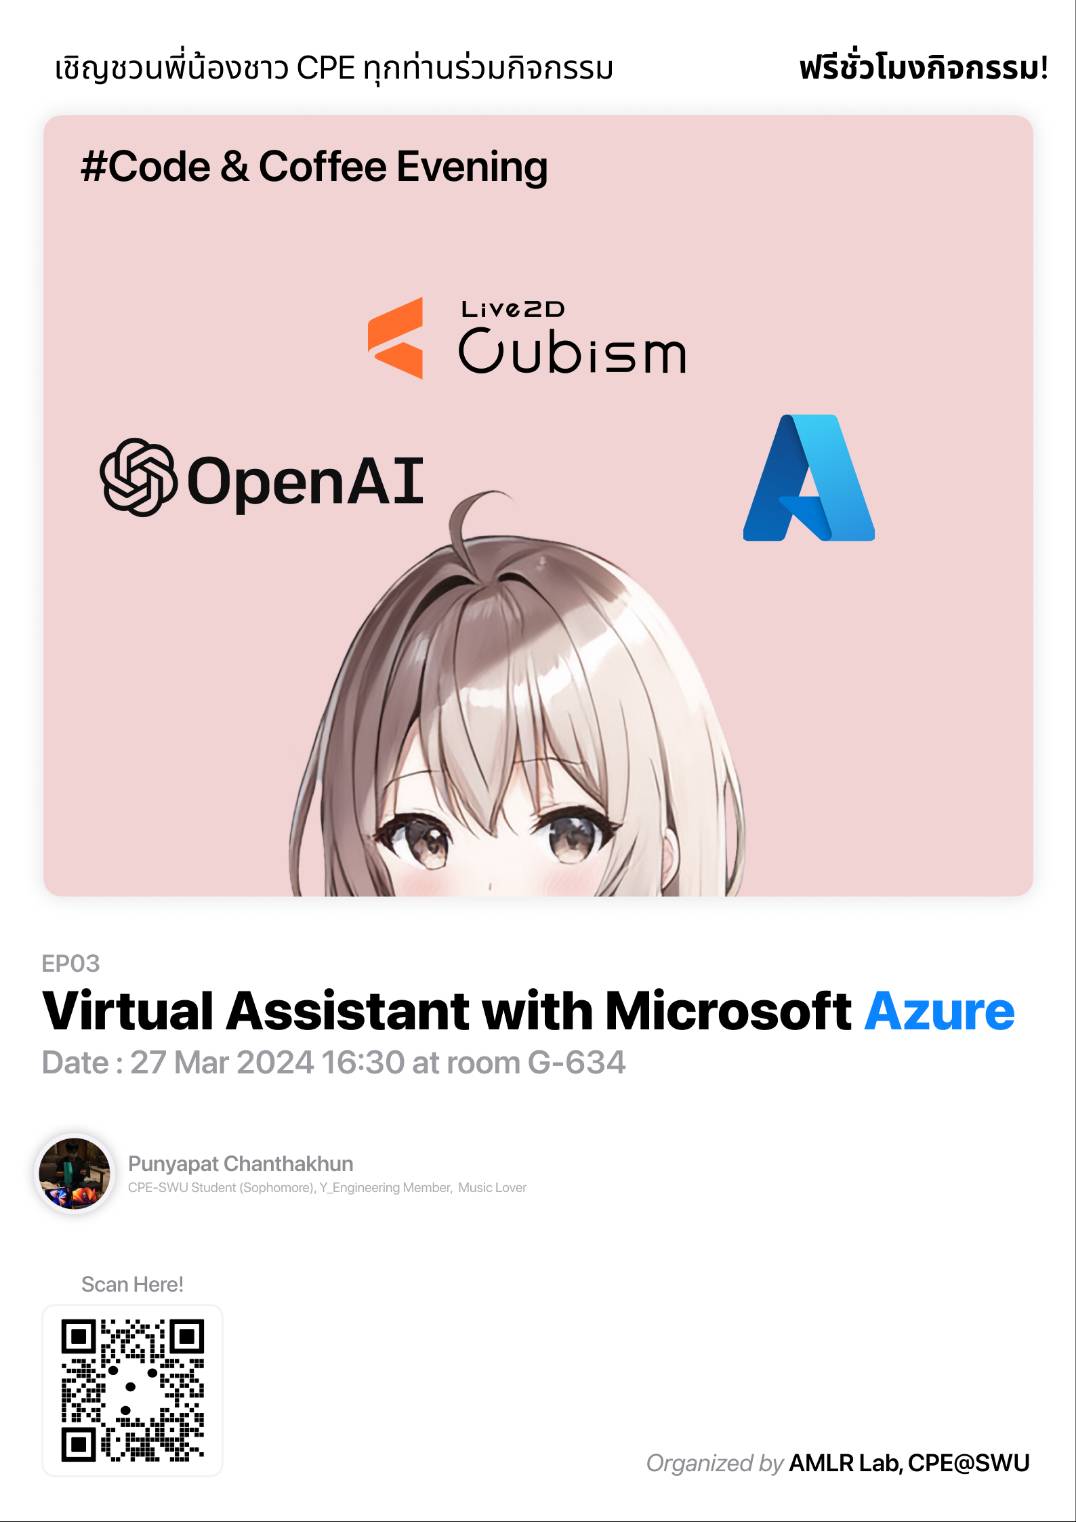 เชิญชวนพี่น้องชาว CPE ทุกท่านร่วมกิจกรรม
ฟรีชั่วโมงกิจกรรม!
#Code & Coffee Evening
Live2D
Cubism
OpenAI
EP03
Virtual Assistant with Microsoft Azure
Date : 27 Mar 2024 16:30 at room G-634
Punyapat Chanthakhun
CPE-SWU Student (Sophomore), Y_Engineering Member, Music Lover
Scan Here!
Organized by AMLR Lab, CPE@SWU